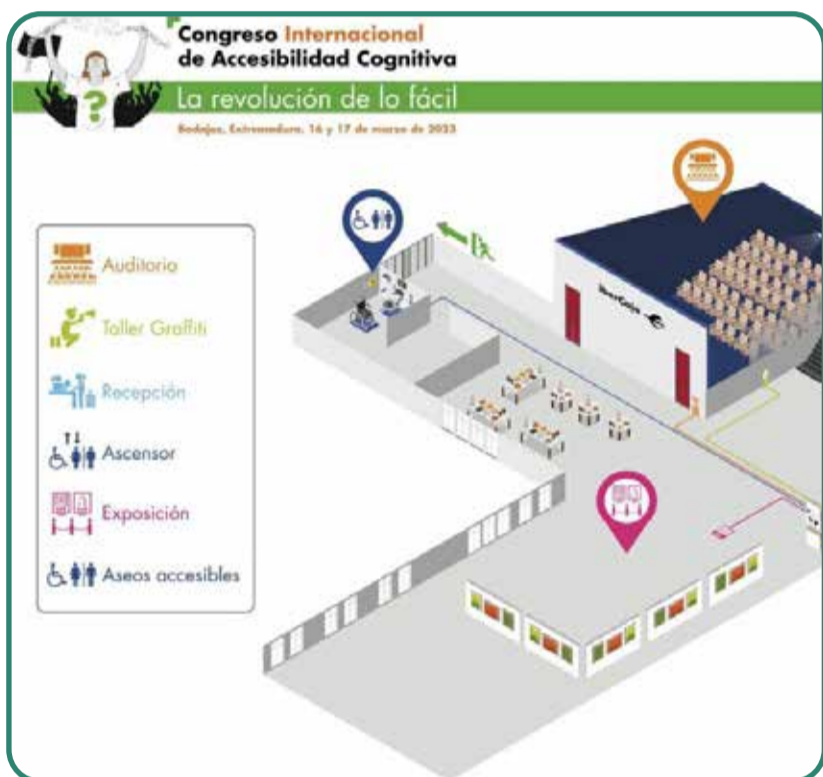 Congreso Internacional
de Accesibilidad Cognitiva
La revolución de lo fácil
Badajoz, Extremadura, 16 y 17 de marzo de 2023
Auditorio
Taller Graffiti
Recepción
Ascensor
Exposición
Aseos accesibles
iberCaja
?